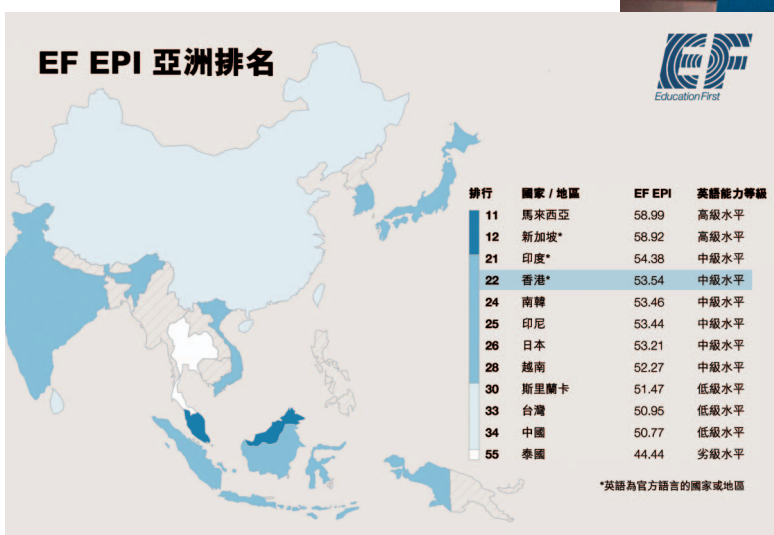 EF EPI 亞洲排名
EF
Education First
排行 國家 / 地區 EF EPI 英語能力等級
11 馬來西亞 58.99 高級水平
12 新加坡* 58.92 高級水平
21 印度* 54.38 中級水平
22 香港* 53.54 中級水平
24 南韓 53.46 中級水平
25 印尼 53.44 中級水平
26 日本 53.21 中級水平
28 越南 52.27 中級水平
30 斯里蘭卡 51.47 低級水平
33 台灣 50.95 低級水平
34 中國 50.77 低級水平
55 泰國 44.44 劣級水平
*英語為官方語言的國家或地區